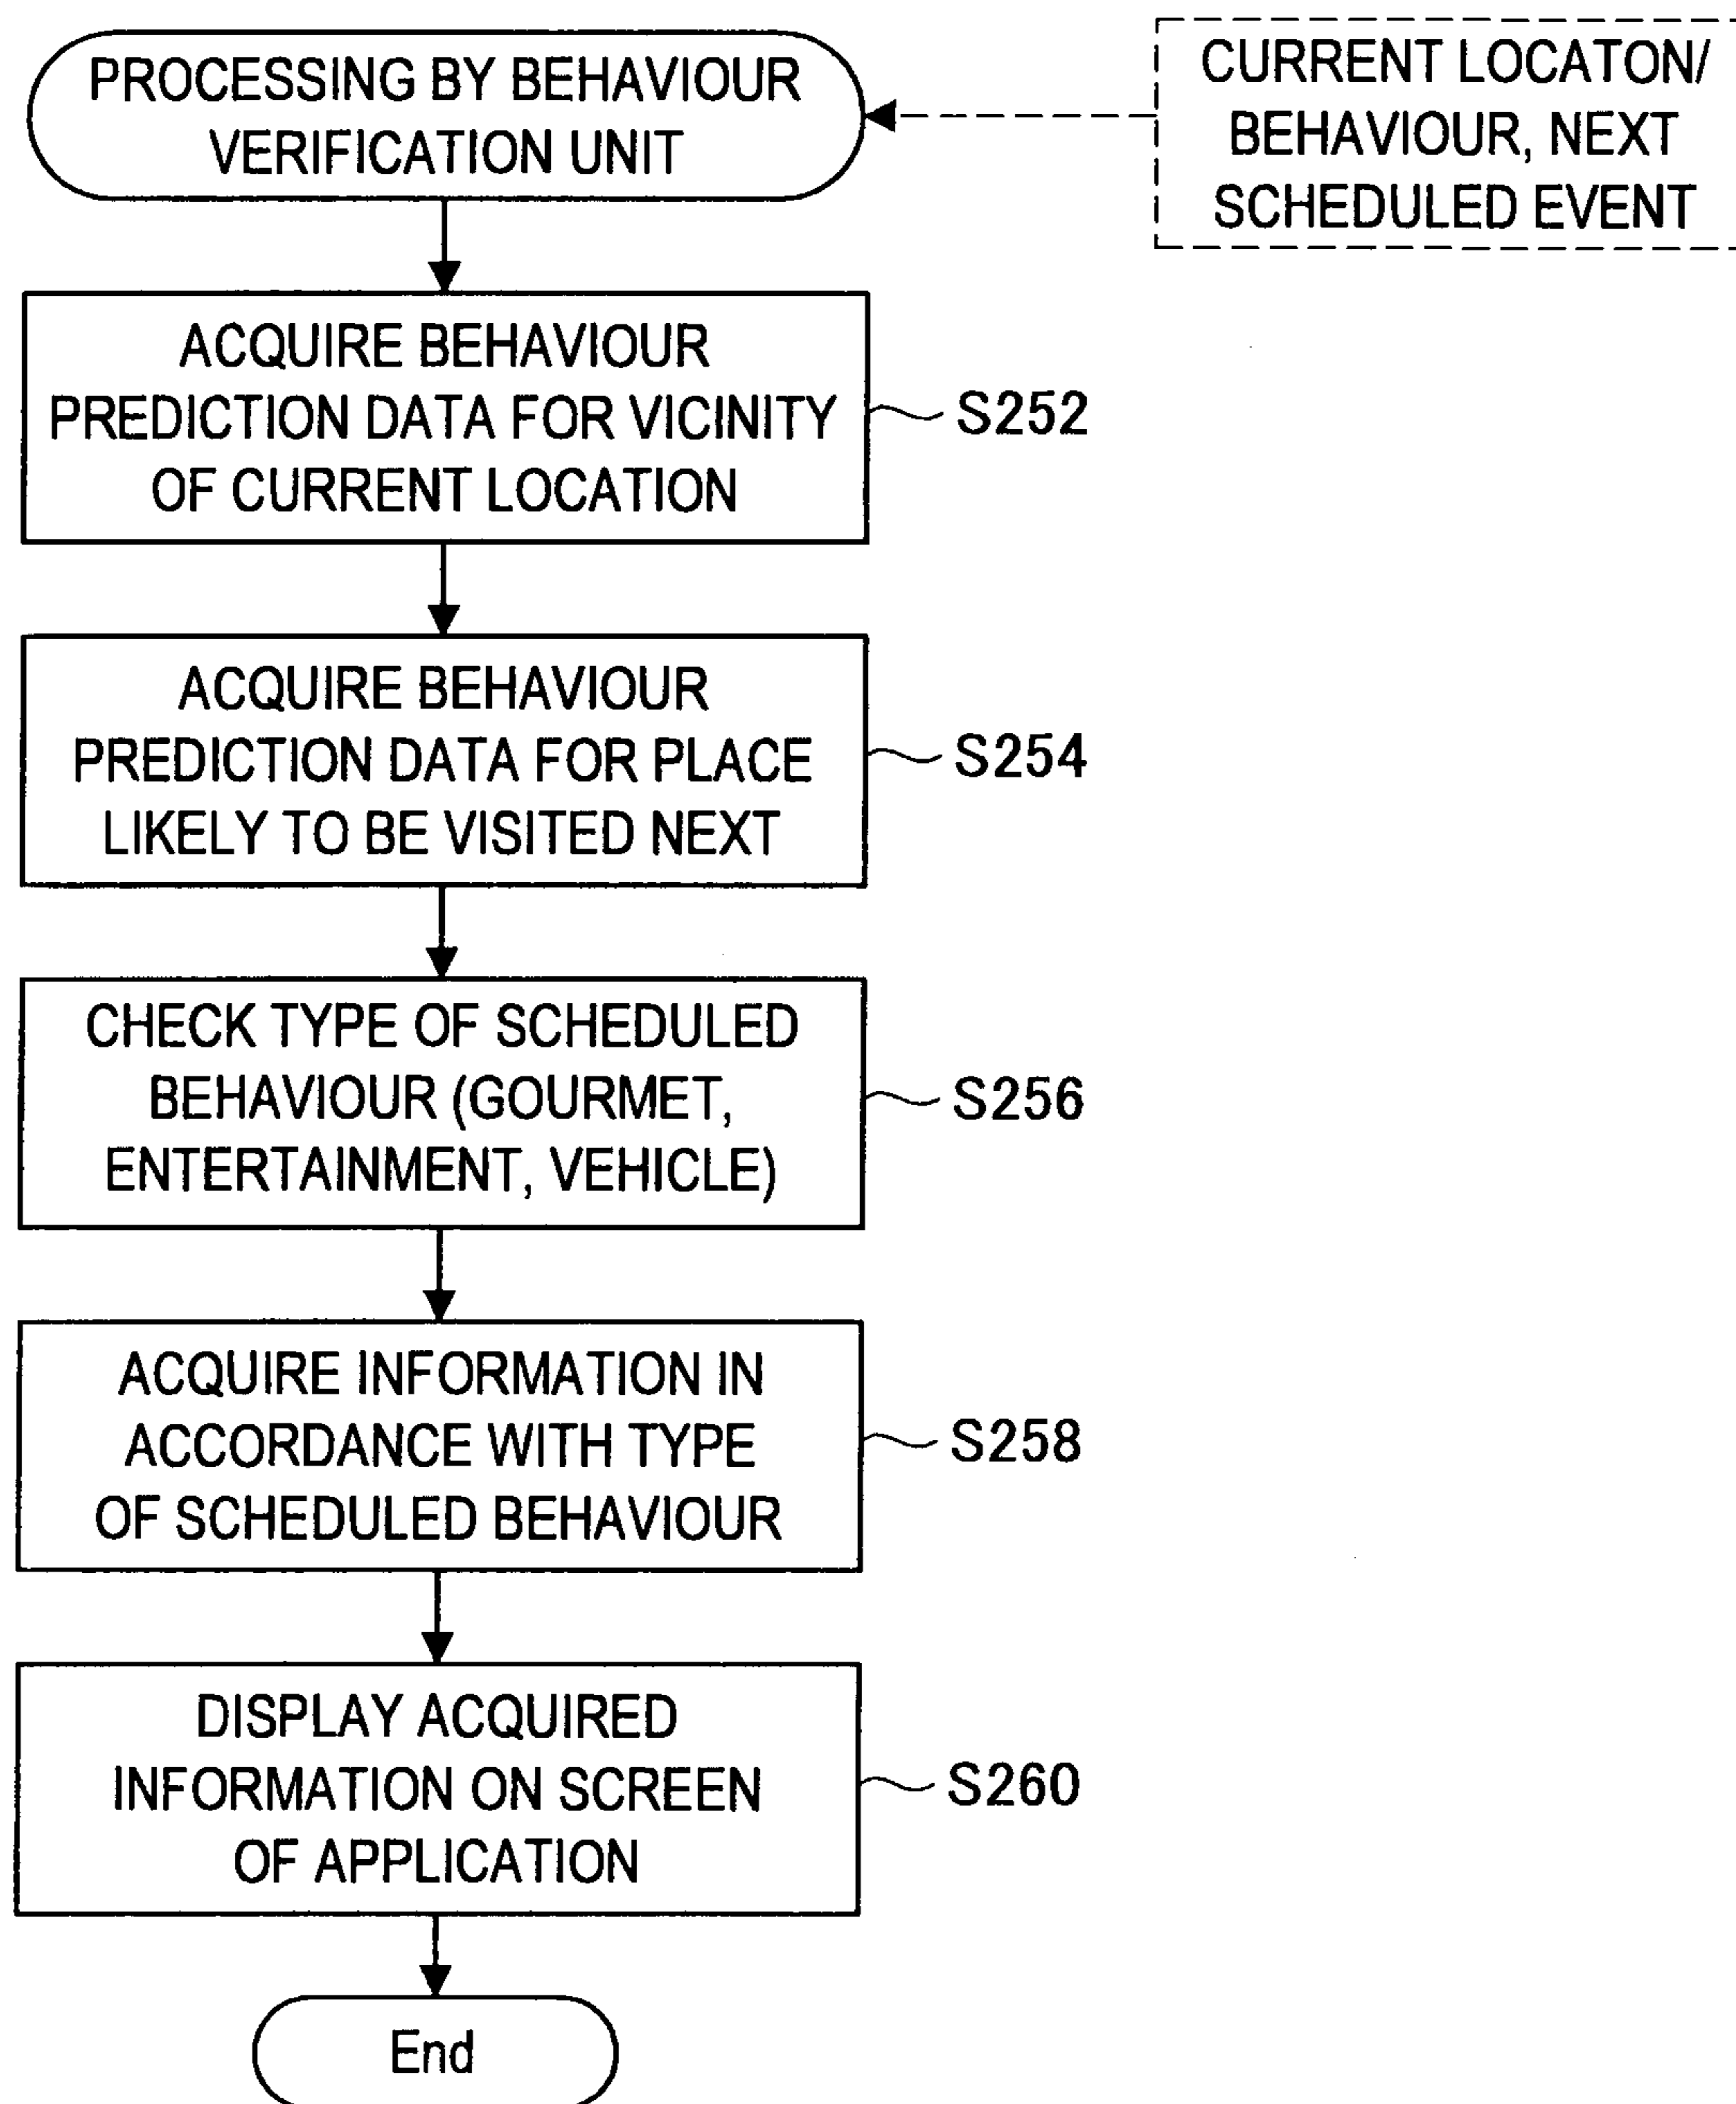 PROCESSING BY BEHAVIOUR
VERIFICATION UNIT
CURRENT LOCATON/
BEHAVIOUR, NEXT
SCHEDULED EVENT
ACQUIRE BEHAVIOUR
PREDICTION DATA FOR VICINITY
OF CURRENT LOCATION
S252
ACQUIRE BEHAVIOUR
PREDICTION DATA FOR PLACE
LIKELY TO BE VISITED NEXT
S254
CHECK TYPE OF SCHEDULED
BEHAVIOUR (GOURMET,
ENTERTAINMENT, VEHICLE)
S256
ACQUIRE INFORMATION IN
ACCORDANCE WITH TYPE
OF SCHEDULED BEHAVIOUR
S258
DISPLAY ACQUIRED
INFORMATION ON SCREEN
OF APPLICATION
S260
End